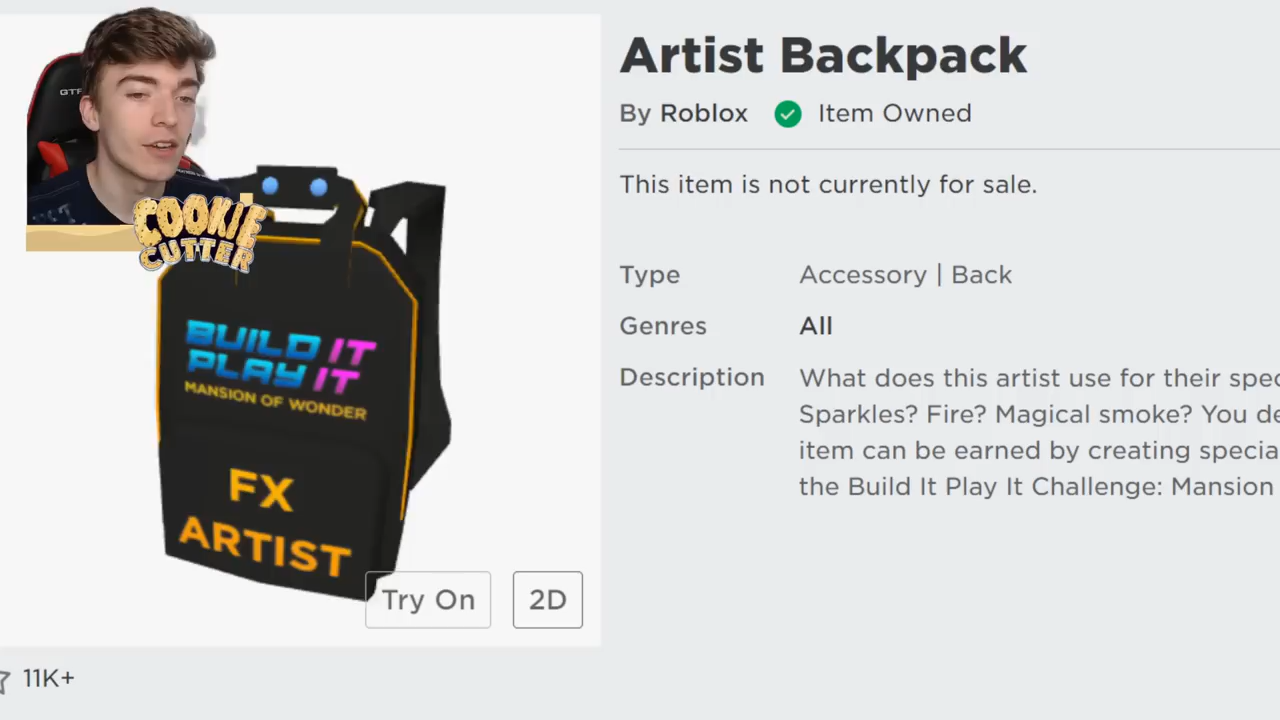 Artist Backpack
By Roblox Item Owned
This item is not currently for sale.
Type Accessory | Back
Genres All
Description What does this artist use for their
Sparkles? Fire? Magical smoke? You
item can be earned by creating
the Build It Play It Challenge: Mansion
GTR
COOKIE
CUTTER
BUILD IT
PLAY IT
MANSION OF WONDER
FX
ARTIST
Try On
2D
11K+